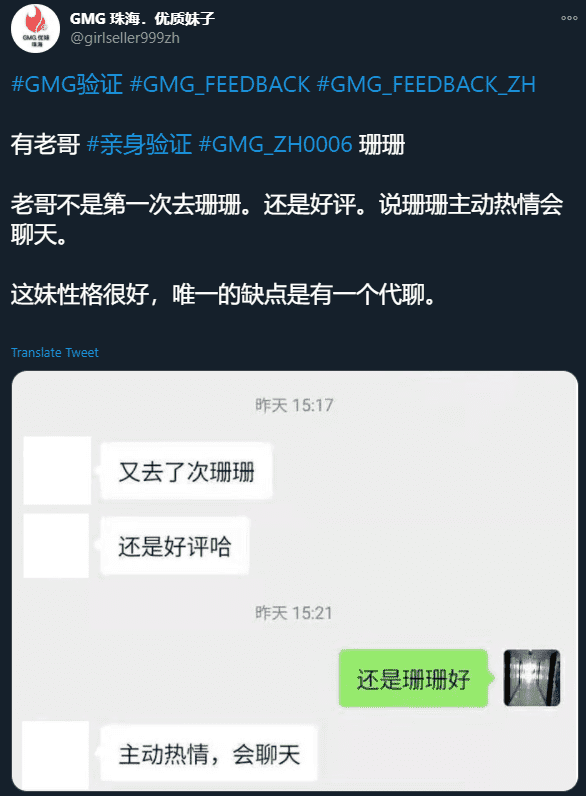 GMG 珠海．优质妹子
@girlseller999zh
GMG.优妹
珠海
#GMG验证 #GMG_FEEDBACK #GMG_FEEDBACK_ZH
有老哥 #亲身验证 #GMG_ZH0006 珊珊
老哥不是第一次去珊珊。还是好评。说珊珊主动热情会
聊天。
这妹性格很好，唯一的缺点是有一个代聊。
Translate Tweet
昨天 15:17
又去了次珊珊
还是好评哈
昨天 15:21
还是珊珊好
主动热情，会聊天